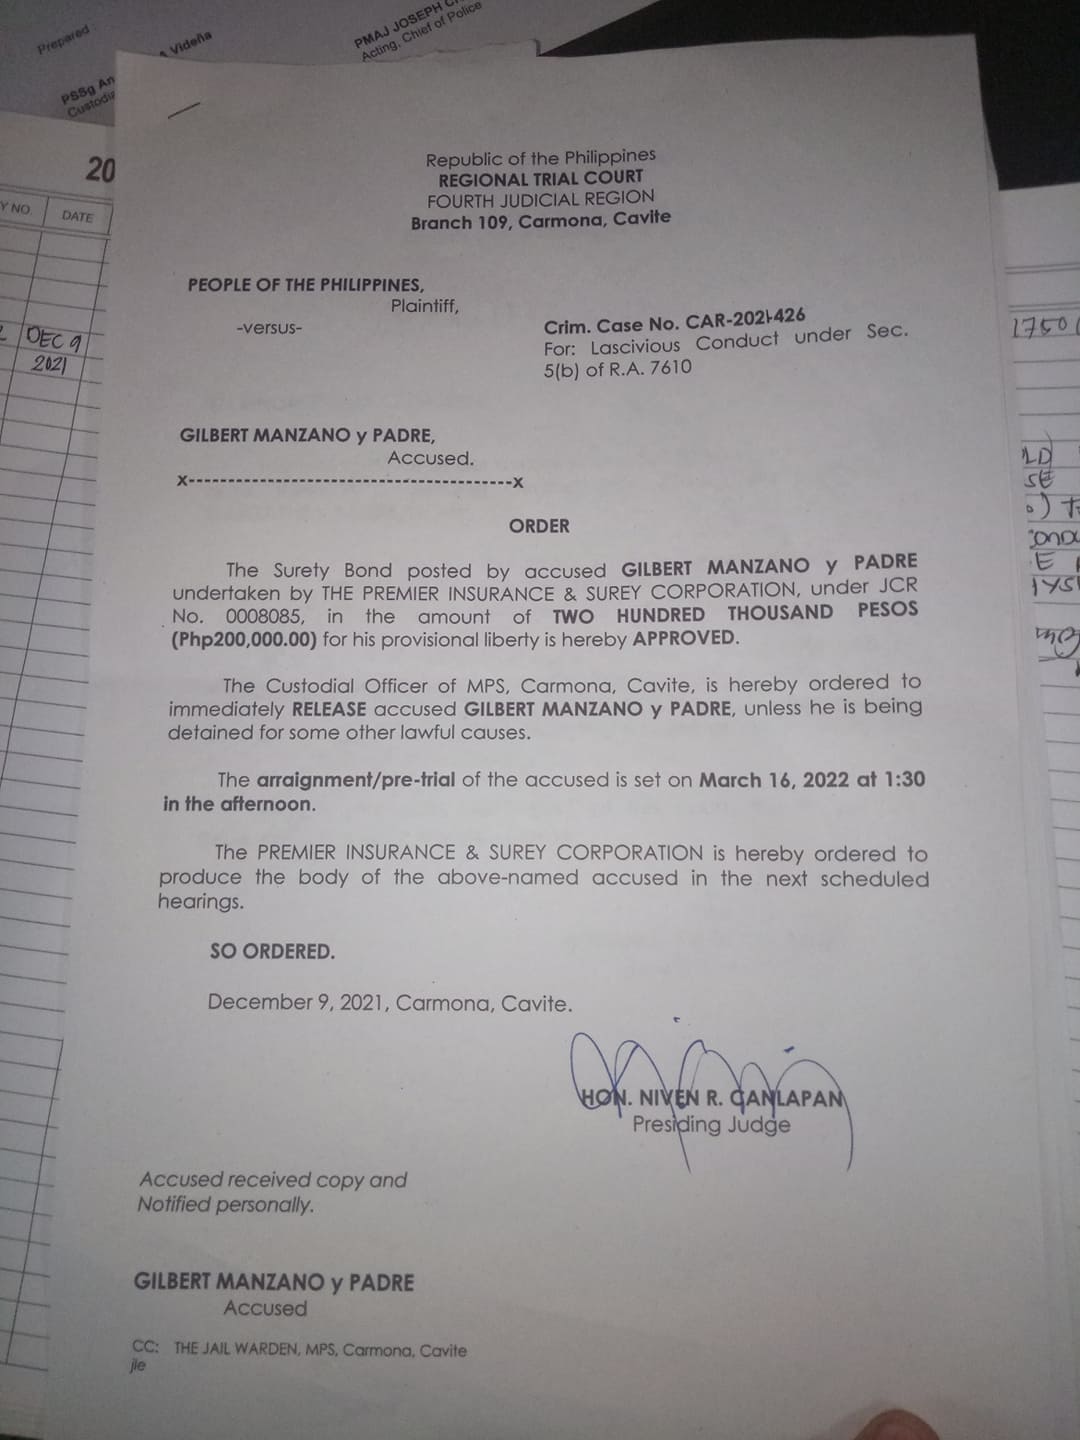 Prepared
Videña
PMAJ JOSEPH
Acting, Chief of Police
PSSg An
Custodia
20
Y NO.
DATE
DEC 9
2021
Republic of the Philippines
REGIONAL TRIAL COURT
FOURTH JUDICIAL REGION
Branch 109, Carmona, Cavite
PEOPLE OF THE PHILIPPINES,
Plaintiff,
-versus-
Crim. Case No. CAR-2021-426
For: Lascivious Conduct under Sec.
5(b) of R.A. 7610
GILBERT MANZANO y PADRE,
Accused.
x----------------------------------------x
ORDER
The Surety Bond posted by accused GILBERT MANZANO y PADRE
undertaken by THE PREMIER INSURANCE & SUREY CORPORATION, under JCR
No. 0008085, in the amount of TWO HUNDRED THOUSAND PESOS
(Php200,000.00) for his provisional liberty is hereby APPROVED.
The Custodial Officer of MPS, Carmona, Cavite, is hereby ordered to
immediately RELEASE accused GILBERT MANZANO y PADRE, unless he is being
detained for some other lawful causes.
The arraignment/pre-trial of the accused is set on March 16, 2022 at 1:30
in the afternoon.
The PREMIER INSURANCE & SUREY CORPORATION is hereby ordered to
produce the body of the above-named accused in the next scheduled
hearings.
SO ORDERED.
December 9, 2021, Carmona, Cavite.
HON. NIVEN R. CANLAPAN
Presiding Judge
Accused received copy and
Notified personally.
GILBERT MANZANO y PADRE
Accused
CC: THE JAIL WARDEN, MPS, Carmona, Cavite
jle
1750